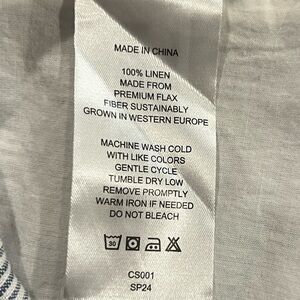 MADE IN CHINA
100% LINEN
MADE FROM
PREMIUM FLAX
FIBER SUSTAINABLY
GROWN IN WESTERN EUROPE
MACHINE WASH COLD
WITH LIKE COLORS
GENTLE CYCLE
TUMBLE DRY LOW
REMOVE PROMPTLY
WARM IRON IF NEEDED
DO NOT BLEACH
30
CS001
SP24